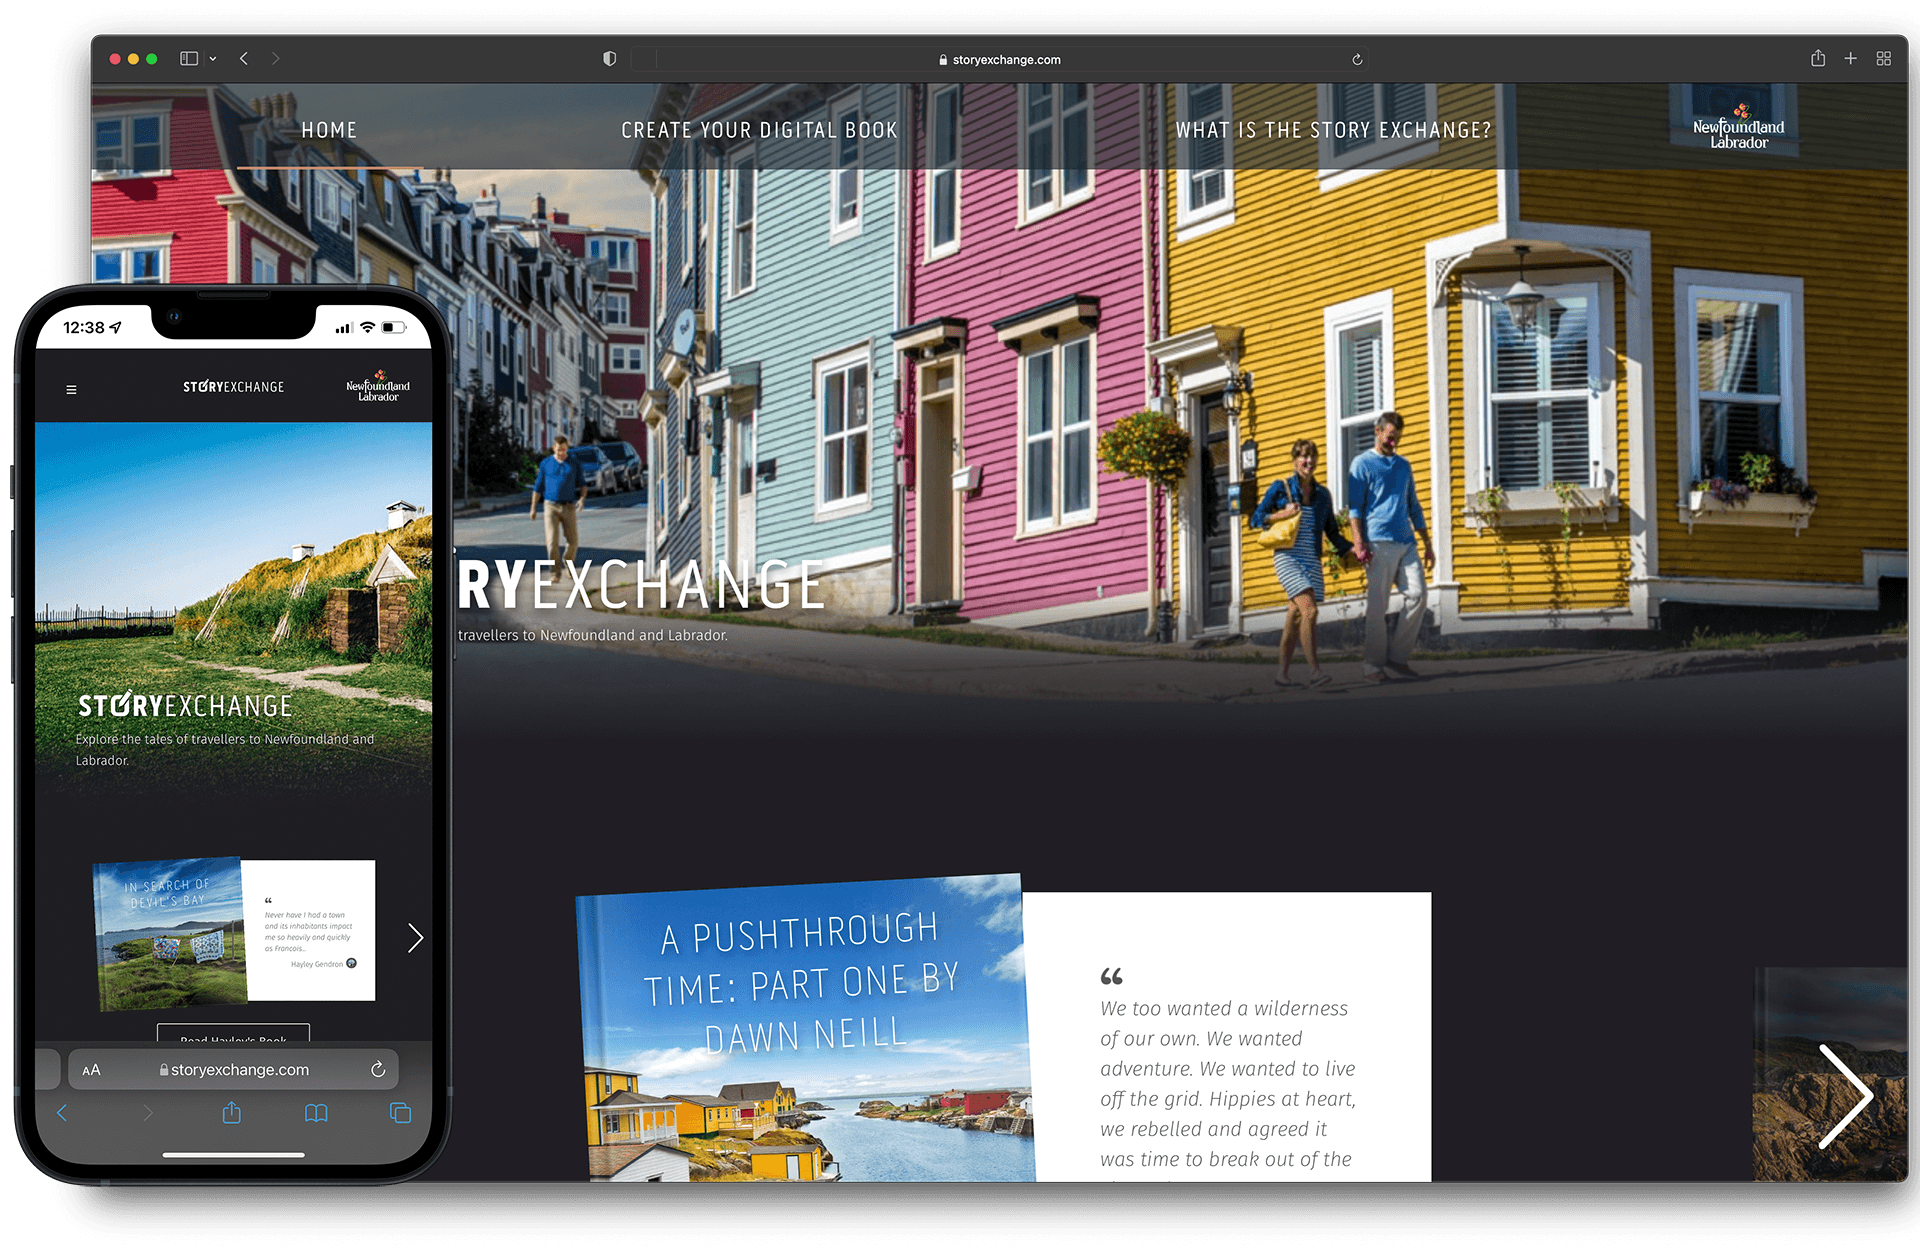 storyexchange.com
HOME
CREATE YOUR DIGITAL BOOK
WHAT IS THE STORY EXCHANGE?
Newfoundland
Labrador
RYEXCHANGE
travellers to Newfoundland and Labrador.
A PUSHTHROUGH
TIME: PART ONE BY
DAWN NEILL
“
We too wanted a wilderness
of our own. We wanted
adventure. We wanted to live
off the grid. Hippies at heart,
we rebelled and agreed it
was time to break out of the
12:38
STORYEXCHANGE
Newfoundland
Labrador
STORYEXCHANGE
Explore the tales of travellers to Newfoundland and
Labrador.
IN SEARCH OF
DEVIL'S BAY
“
Never have I had a town
and its inhabitants impact
me so heavily and quickly
as Francois...
Hayley Gendron
Read Hayley's Book
AA
storyexchange.com